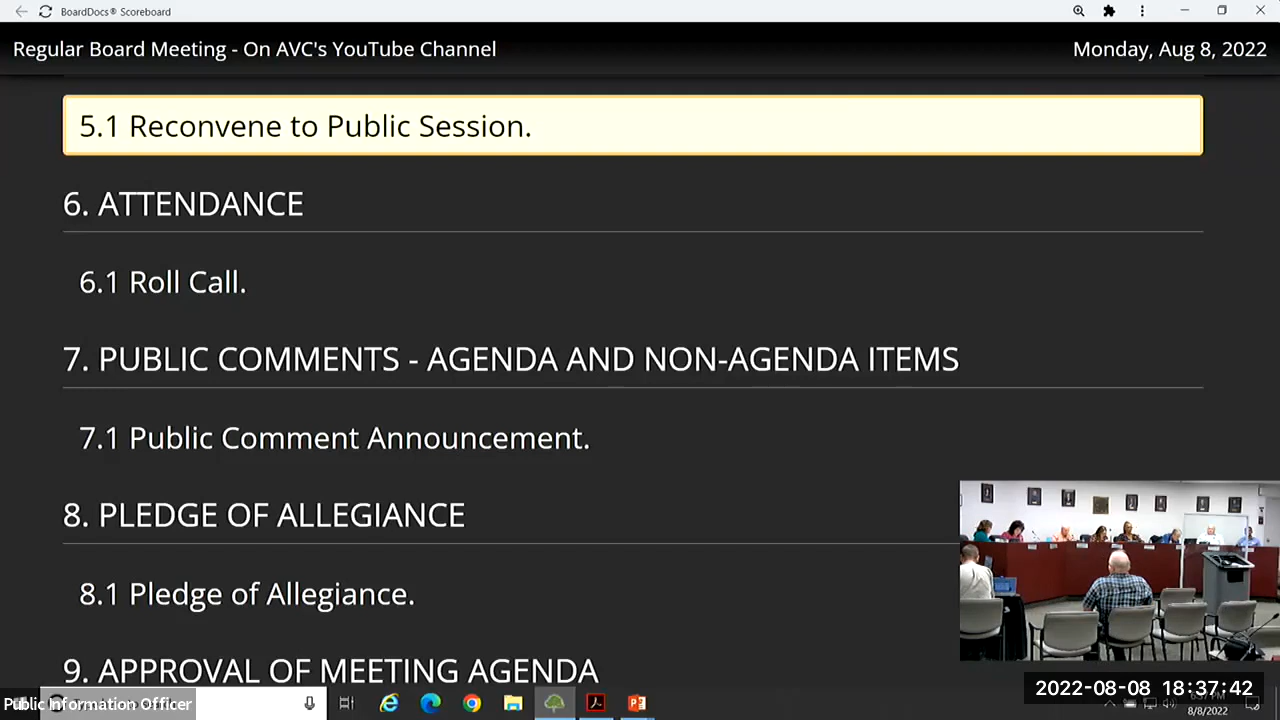 BoardDocs® Scoreboard
Regular Board Meeting - On AVC's YouTube Channel
Monday, Aug 8, 2022
5.1 Reconvene to Public Session.
6. ATTENDANCE
6.1 Roll Call.
7. PUBLIC COMMENTS - AGENDA AND NON-AGENDA ITEMS
7.1 Public Comment Announcement.
8. PLEDGE OF ALLEGIANCE
8.1 Pledge of Allegiance.
9. APPROVAL OF MEETING AGENDA
Public Information Officer
2022-08-08 18:37:42
8/8/2022